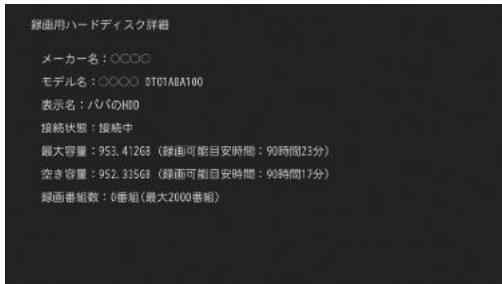 録画用ハードディスク詳細
メーカー名：○○○○
モデル名：○○○○ DT01ABA100
表示名：パパのHDD
接続状態：接続中
最大容量：953.412GB（録画可能目安時間：90時間23分）
空き容量：952.335GB（録画可能目安時間：90時間17分）
録画番組数：0番組(最大2000番組)